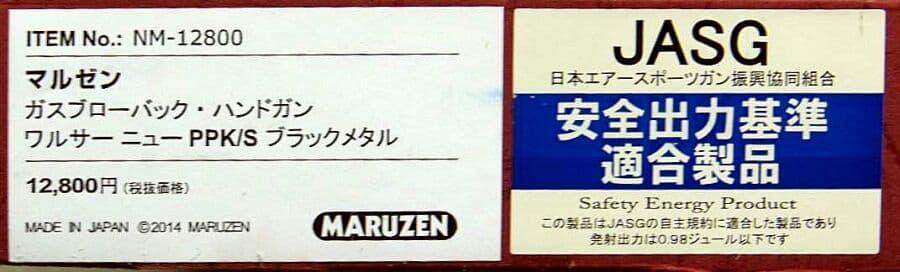 ITEM No.: NM-12800
マルゼン
ガスブローバック・ハンドガン
ワルサー ニュー PPK/S ブラックメタル
12,800円 (税抜価格)
MADE IN JAPAN ©2014 MARUZEN
MARUZEN
JASG
日本エアースポーツガン振興協同組合
安全出力基準
適合製品
Safety Energy Product
この製品はJASGの自主規約に適合した製品であり
発射出力は0.98ジュール以下です